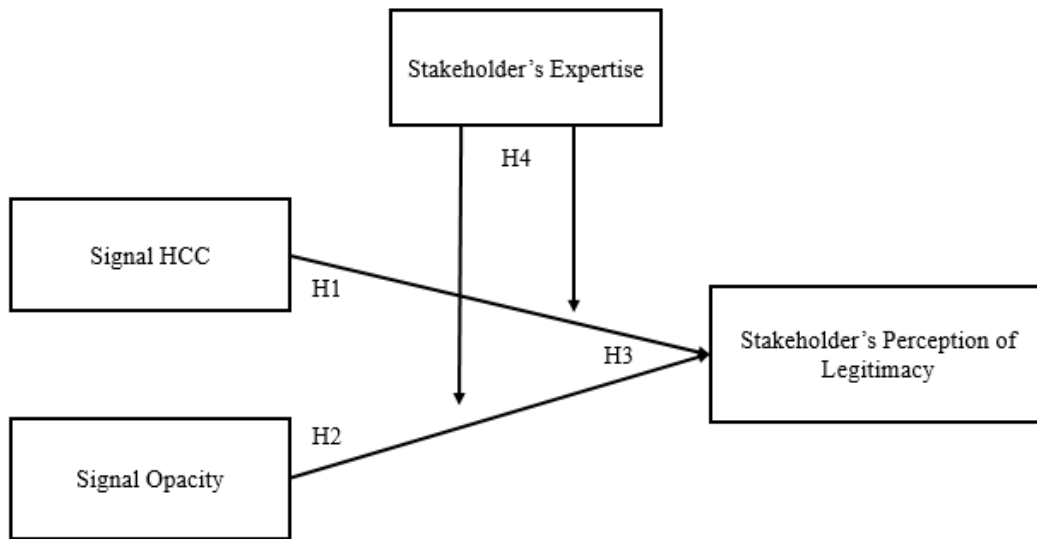 Stakeholder’s Expertise
H4
Signal HCC
H1
Stakeholder’s Perception of
Legitimacy
H3
H2
Signal Opacity